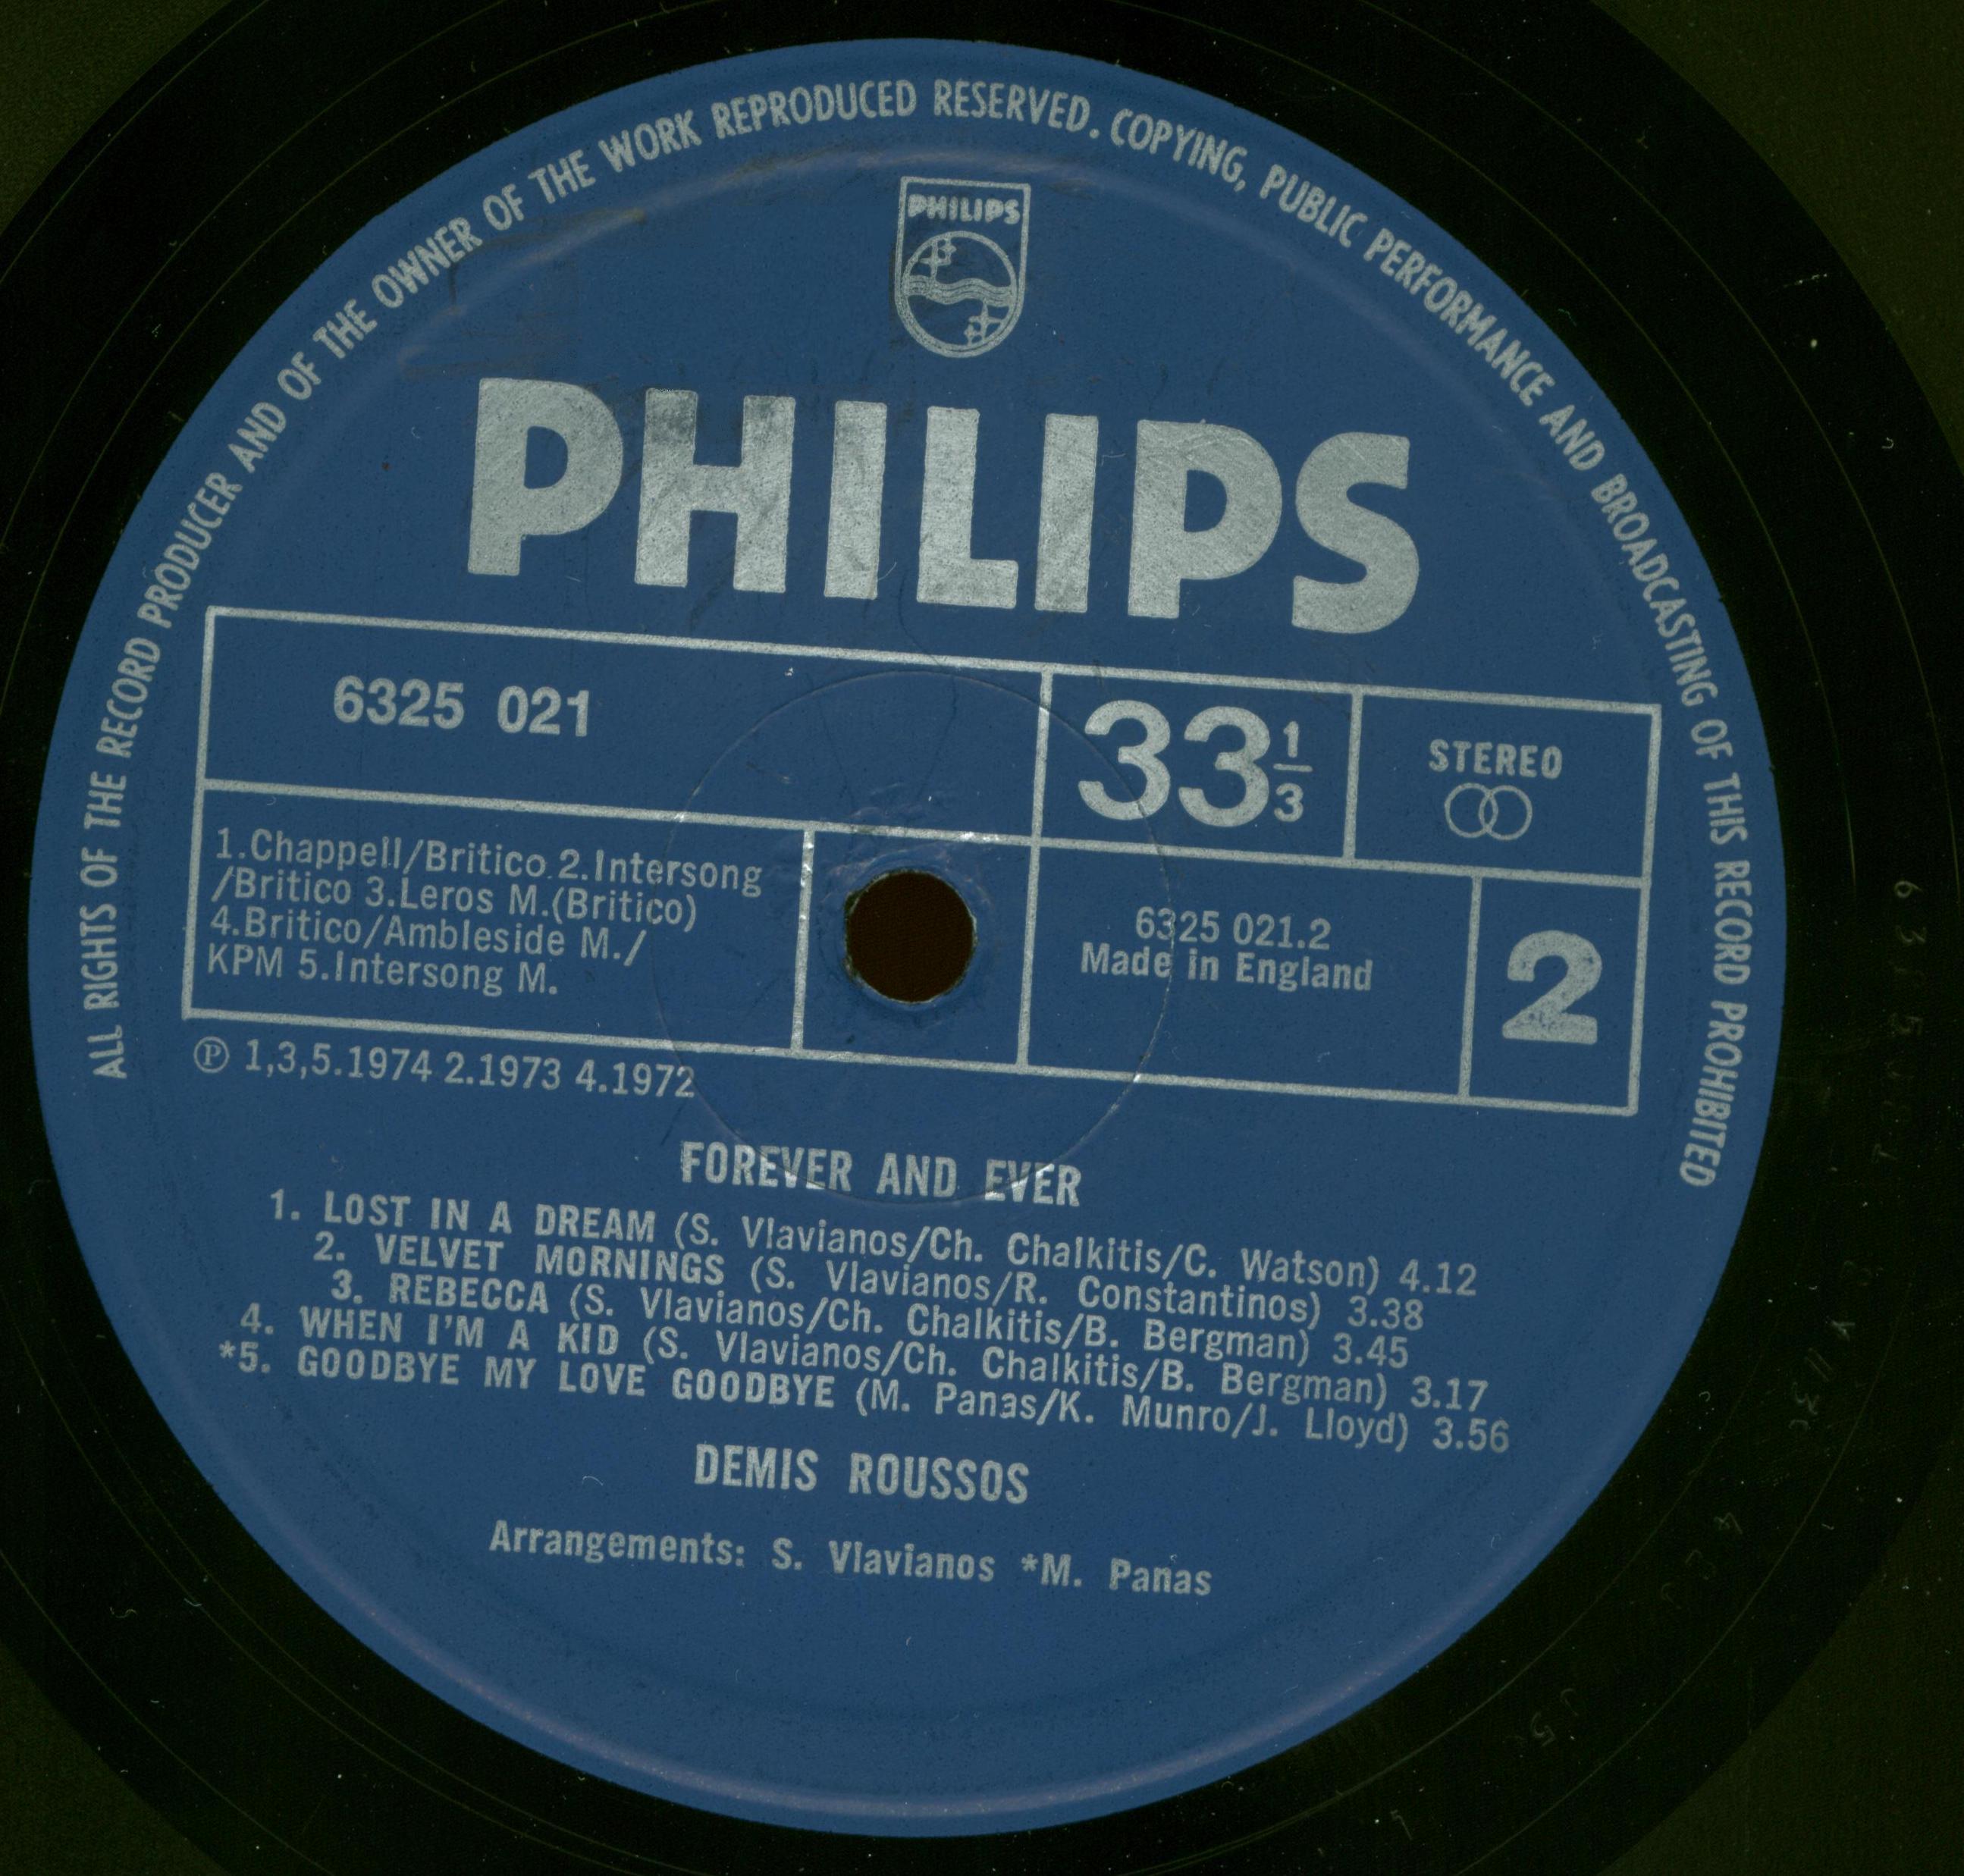 ALL RIGHTS OF THE RECORD PRODUCER AND OF THE OWNER OF THE WORK REPRODUCED RESERVED. COPYING, PUBLIC PERFORMANCE AND BROADCASTING OF THIS RECORD PROHIBITED
PHILIPS
PHILIPS
6325 021
33 1/3
STEREO
1.Chappell/Britico 2.Intersong
/Britico 3.Leros M.(Britico)
4.Britico/Ambleside M./
KPM 5.Intersong M.
6325 021.2
Made in England
2
Ⓟ 1,3,5.1974 2.1973 4.1972
FOREVER AND EVER
1. LOST IN A DREAM (S. Vlavianos/Ch. Chalkitis/C. Watson) 4.12
2. VELVET MORNINGS (S. Vlavianos/R. Constantinos) 3.38
3. REBECCA (S. Vlavianos/Ch. Chalkitis/B. Bergman) 3.45
4. WHEN I'M A KID (S. Vlavianos/Ch. Chalkitis/B. Bergman) 3.17
*5. GOODBYE MY LOVE GOODBYE (M. Panas/K. Munro/J. Lloyd) 3.56
DEMIS ROUSSOS
Arrangements: S. Vlavianos *M. Panas